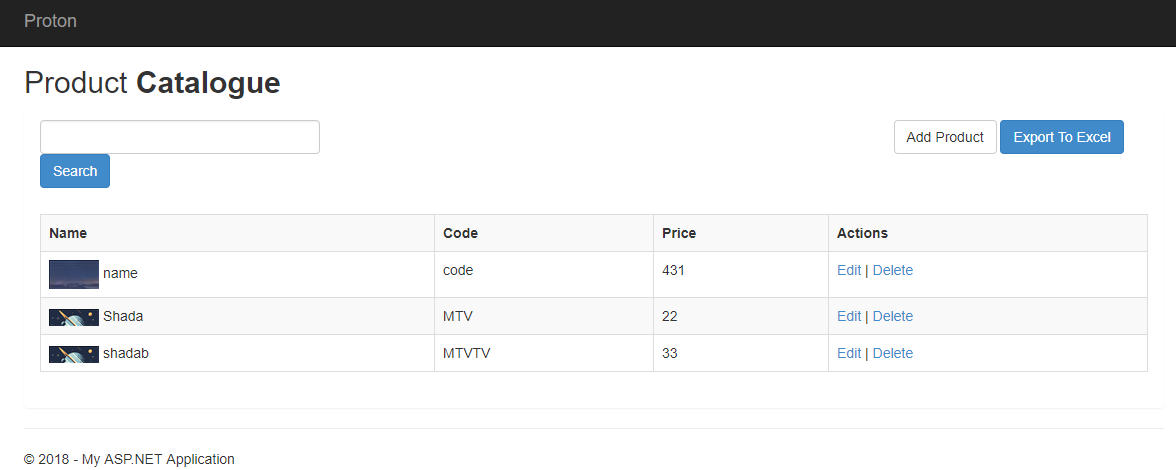 Proton
Product Catalogue
Add Product Export To Excel
Search
Name Code Price Actions
name code 431 Edit | Delete
Shada MTV 22 Edit | Delete
shadab MTVTV 33 Edit | Delete
© 2018 - My ASP.NET Application